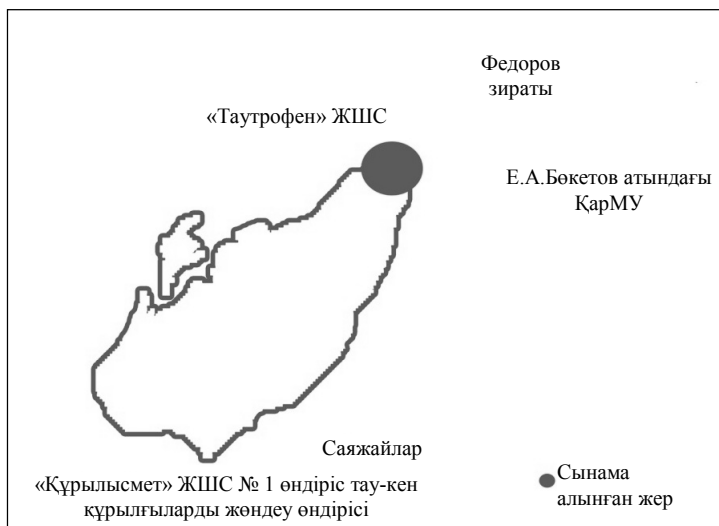 Федоров
зираты
«Таутрофен» ЖШС
Е.А.Бөкетов атындағы
ҚарМУ
Саяжайлар
«Құрылысмет» ЖШС № 1 өндіріс тау-кен
құрылғыларды жөндеу өндірісі
Сынама
алынған жер